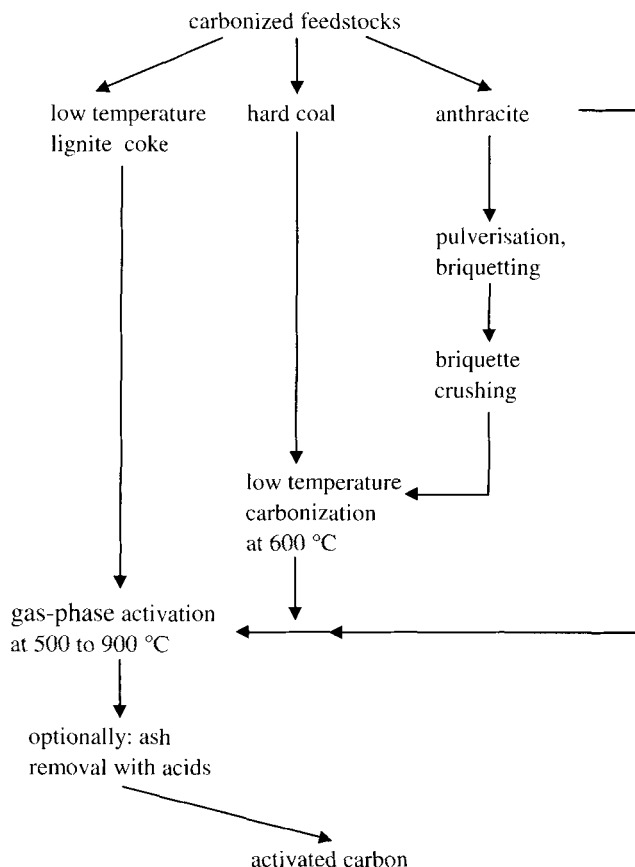 carbonized feedstocks
low temperature
lignite coke
hard coal
anthracite
pulverisation,
briquetting
briquette
crushing
low temperature
carbonization
at 600 °C
gas-phase activation
at 500 to 900 °C
optionally: ash
removal with acids
activated carbon